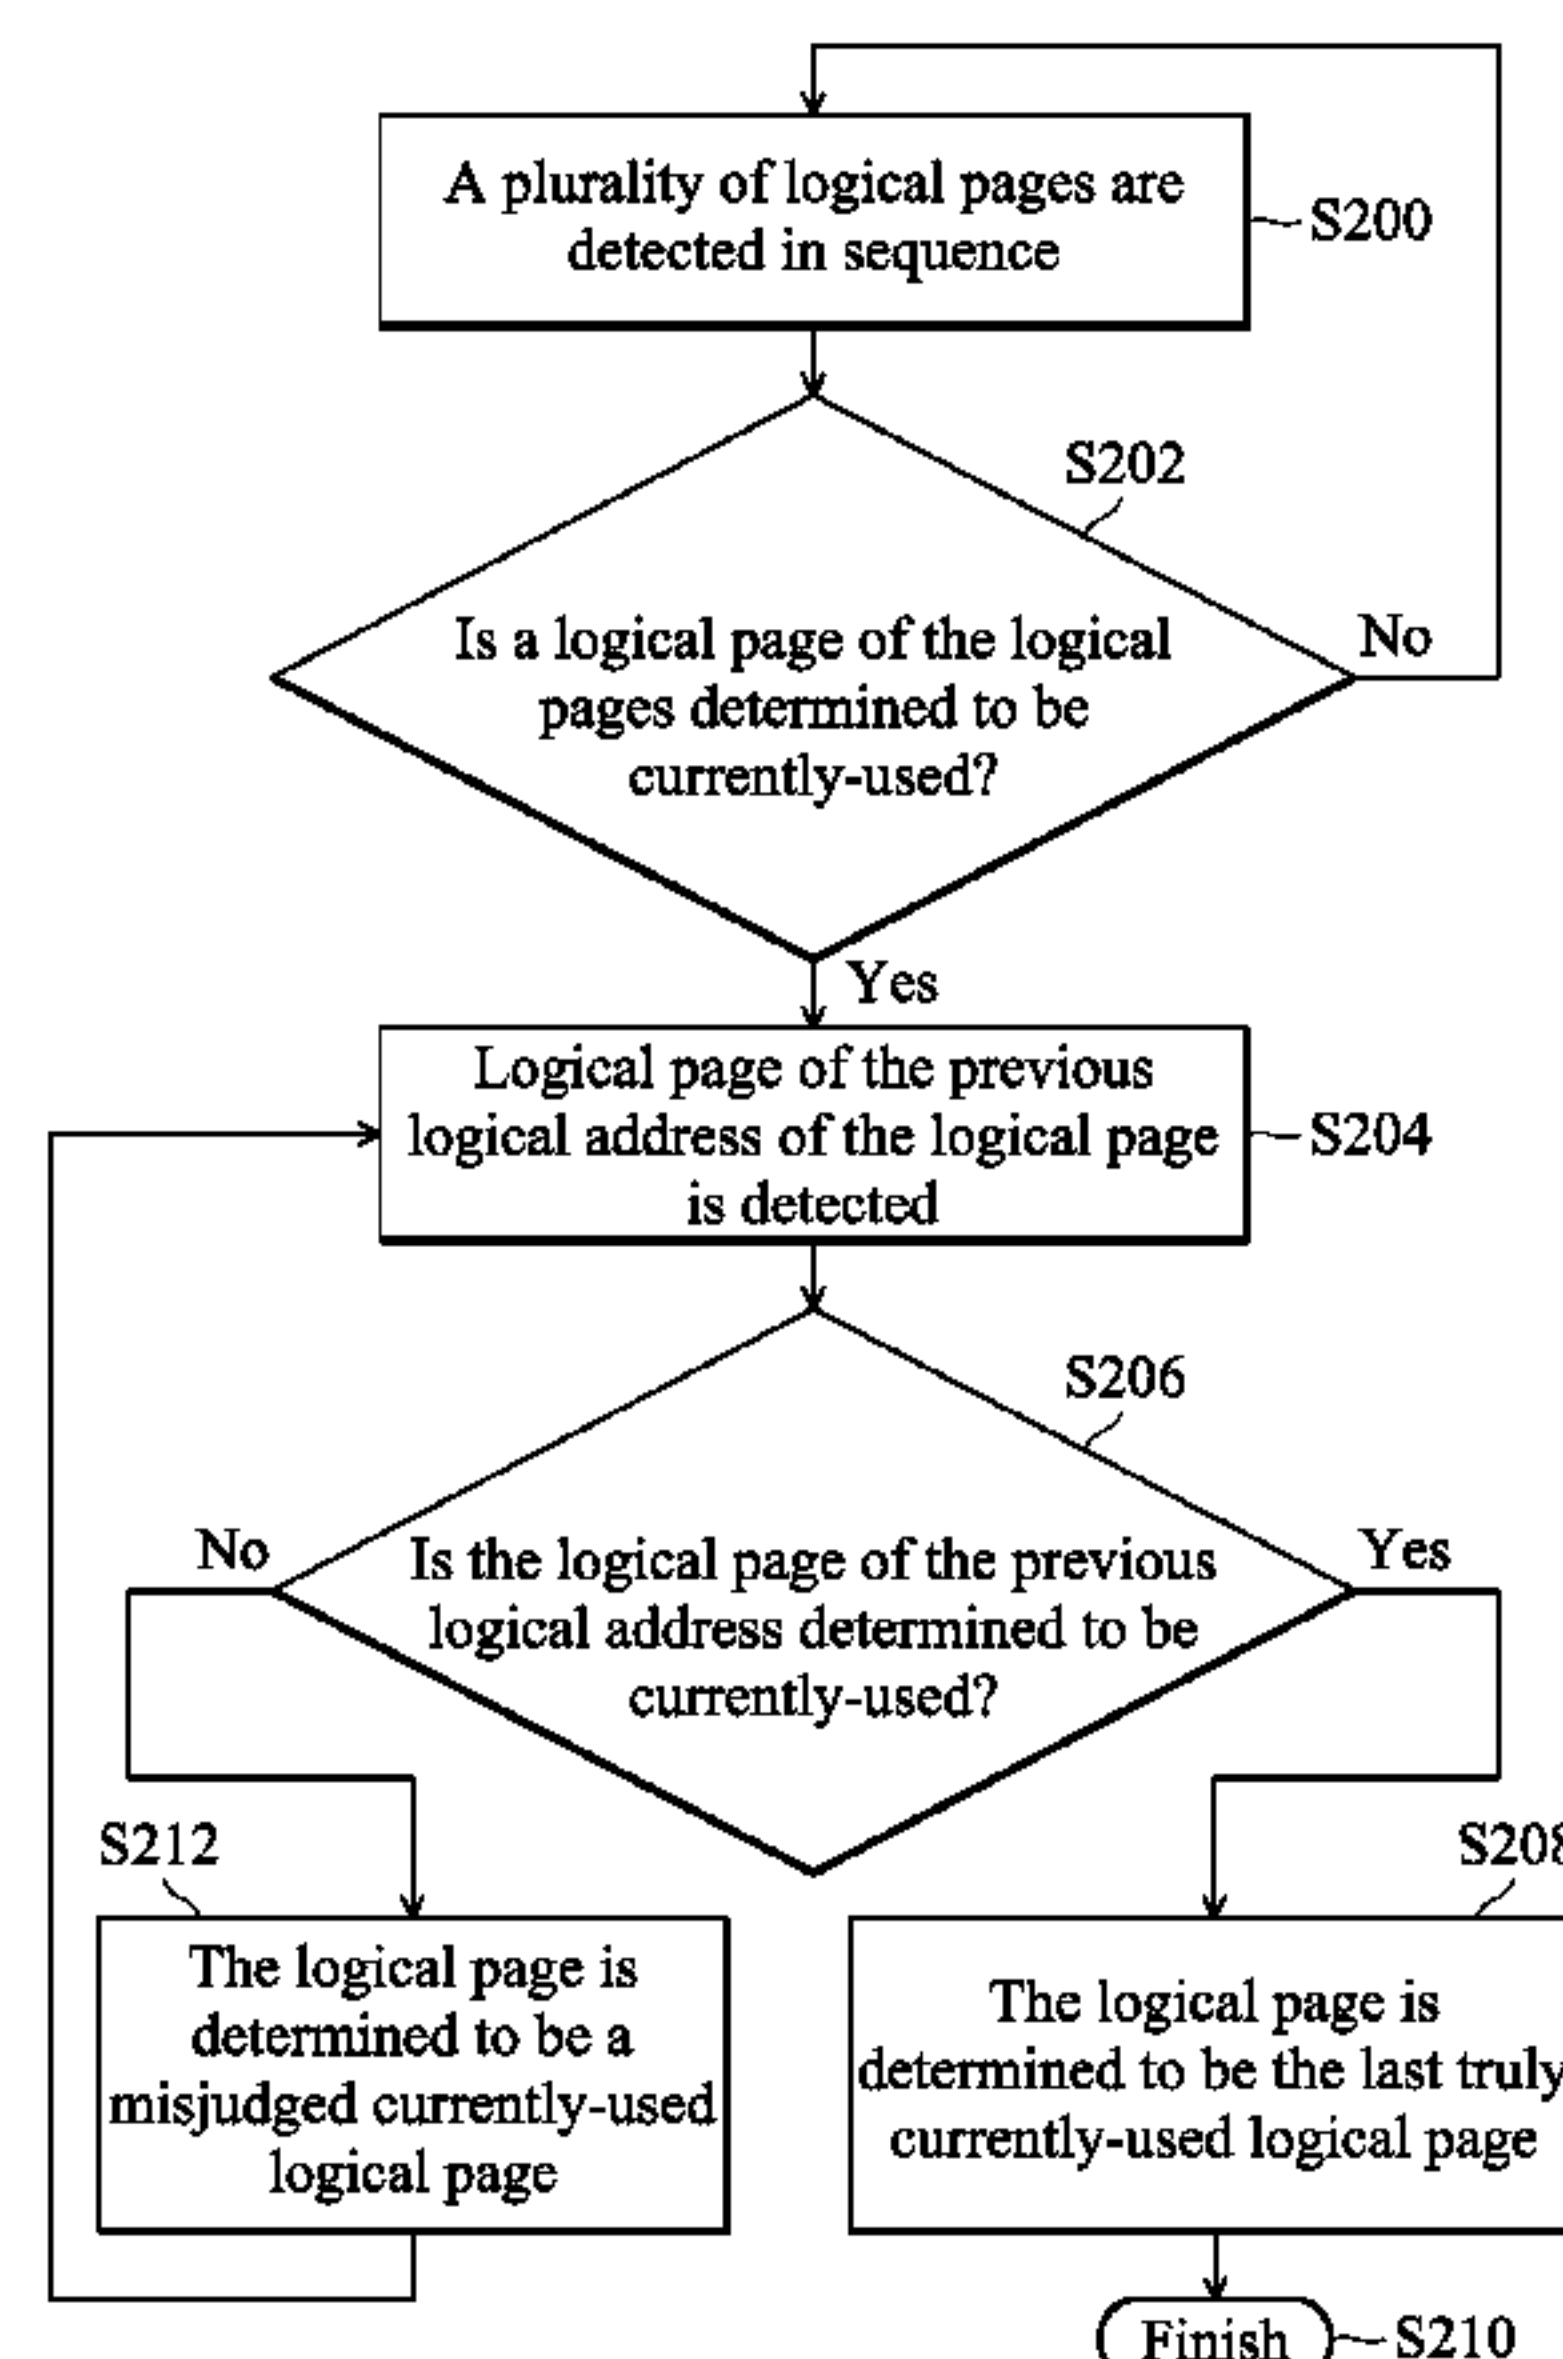 A plurality of logical pages are
detected in sequence
S200
S202
Is a logical page of the logical
pages determined to be
currently-used?
No
Yes
Logical page of the previous
logical address of the logical page
is detected
S204
S206
No
Is the logical page of the previous
logical address determined to be
currently-used?
Yes
S212
S208
The logical page is
determined to be a
misjudged currently-used
logical page
The logical page is
determined to be the last truly
currently-used logical page
Finish
S210